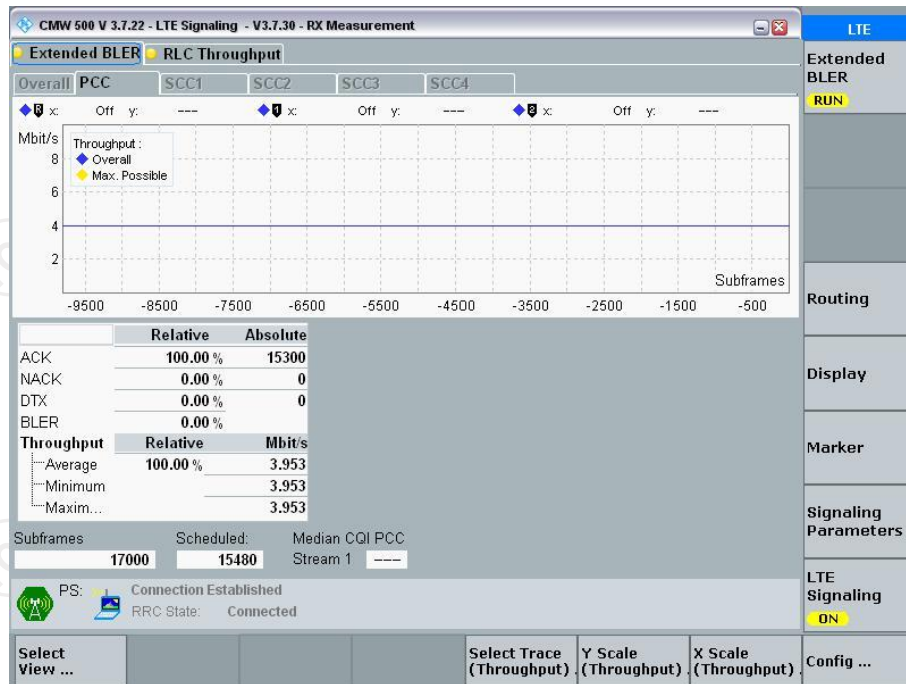 CMW 500 V 3.7.22 - LTE Signaling - V3.7.30 - RX Measurement
LTE
Extended BLER RLC Throughput
Extended BLER
RUN
Overall PCC SCC1 SCC2 SCC3 SCC4
x: Off y: --- x: Off y: --- x: Off y: ---
Mbit/s
Throughput :
Overall
Max. Possible
8
6
4
2
Subframes
-9500 -8500 -7500 -6500 -5500 -4500 -3500 -2500 -1500 -500
Routing
Relative Absolute
ACK 100.00 % 15300
NACK 0.00 % 0
DTX 0.00 % 0
BLER 0.00 %
Throughput Relative Mbit/s
Average 100.00 % 3.953
Minimum 3.953
Maxim... 3.953
Display
Marker
Signaling Parameters
Subframes Scheduled: Median CQI PCC
17000 15480 Stream 1 ---
PS: Connection Established
RRC State: Connected
LTE Signaling
ON
Select View ...
Select Trace (Throughput) .
Y Scale (Throughput) .
X Scale (Throughput) .
Config ...